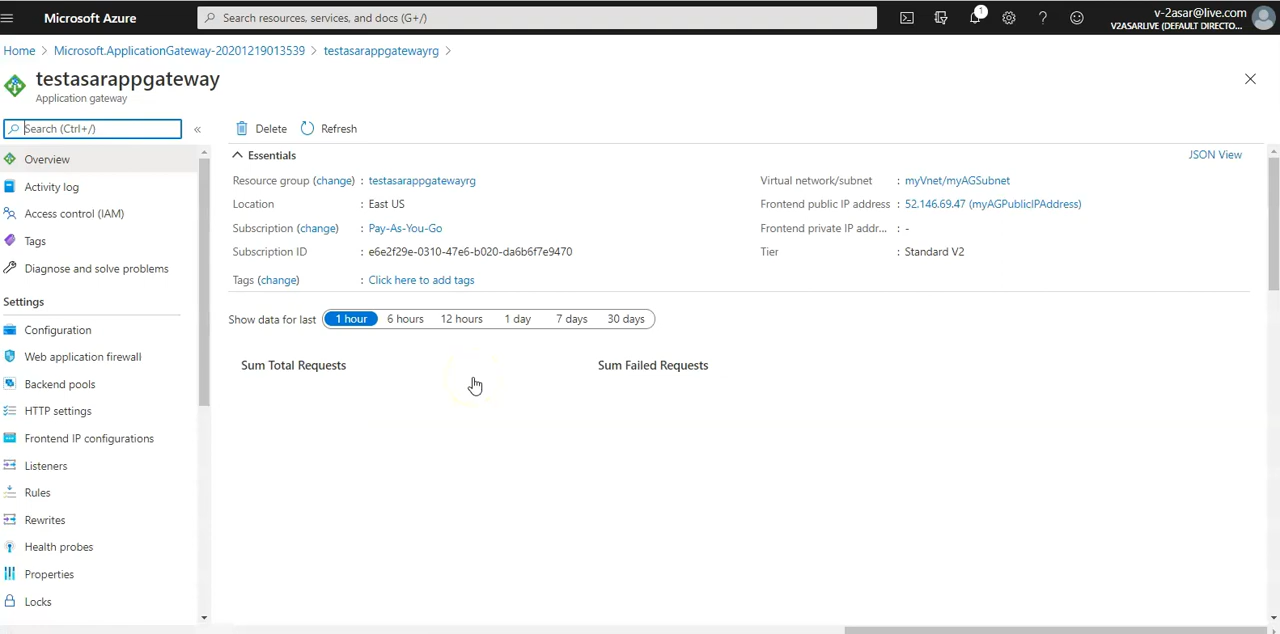 Microsoft Azure
Search resources, services, and docs (G+/)
1
v-2asar@live.com
V2ASARLIVE (DEFAULT DIRECTO...
Home > Microsoft.ApplicationGateway-20201219013539 > testasarappgatewayrg >
testasarappgateway
Application gateway
Search (Ctrl+/)
«
Delete
Refresh
Overview
Activity log
Access control (IAM)
Tags
Diagnose and solve problems
Settings
Configuration
Web application firewall
Backend pools
HTTP settings
Frontend IP configurations
Listeners
Rules
Rewrites
Health probes
Properties
Locks
Essentials
JSON View
Resource group (change) : testasarappgatewayrg
Location : East US
Subscription (change) : Pay-As-You-Go
Subscription ID : e6e2f29e-0310-47e6-b020-da6b6f7e9470
Tags (change) : Click here to add tags
Virtual network/subnet : myVnet/myAGSubnet
Frontend public IP address : 52.146.69.47 (myAGPublicIPAddress)
Frontend private IP addr... : -
Tier : Standard V2
Show data for last 1 hour 6 hours 12 hours 1 day 7 days 30 days
Sum Total Requests
Sum Failed Requests